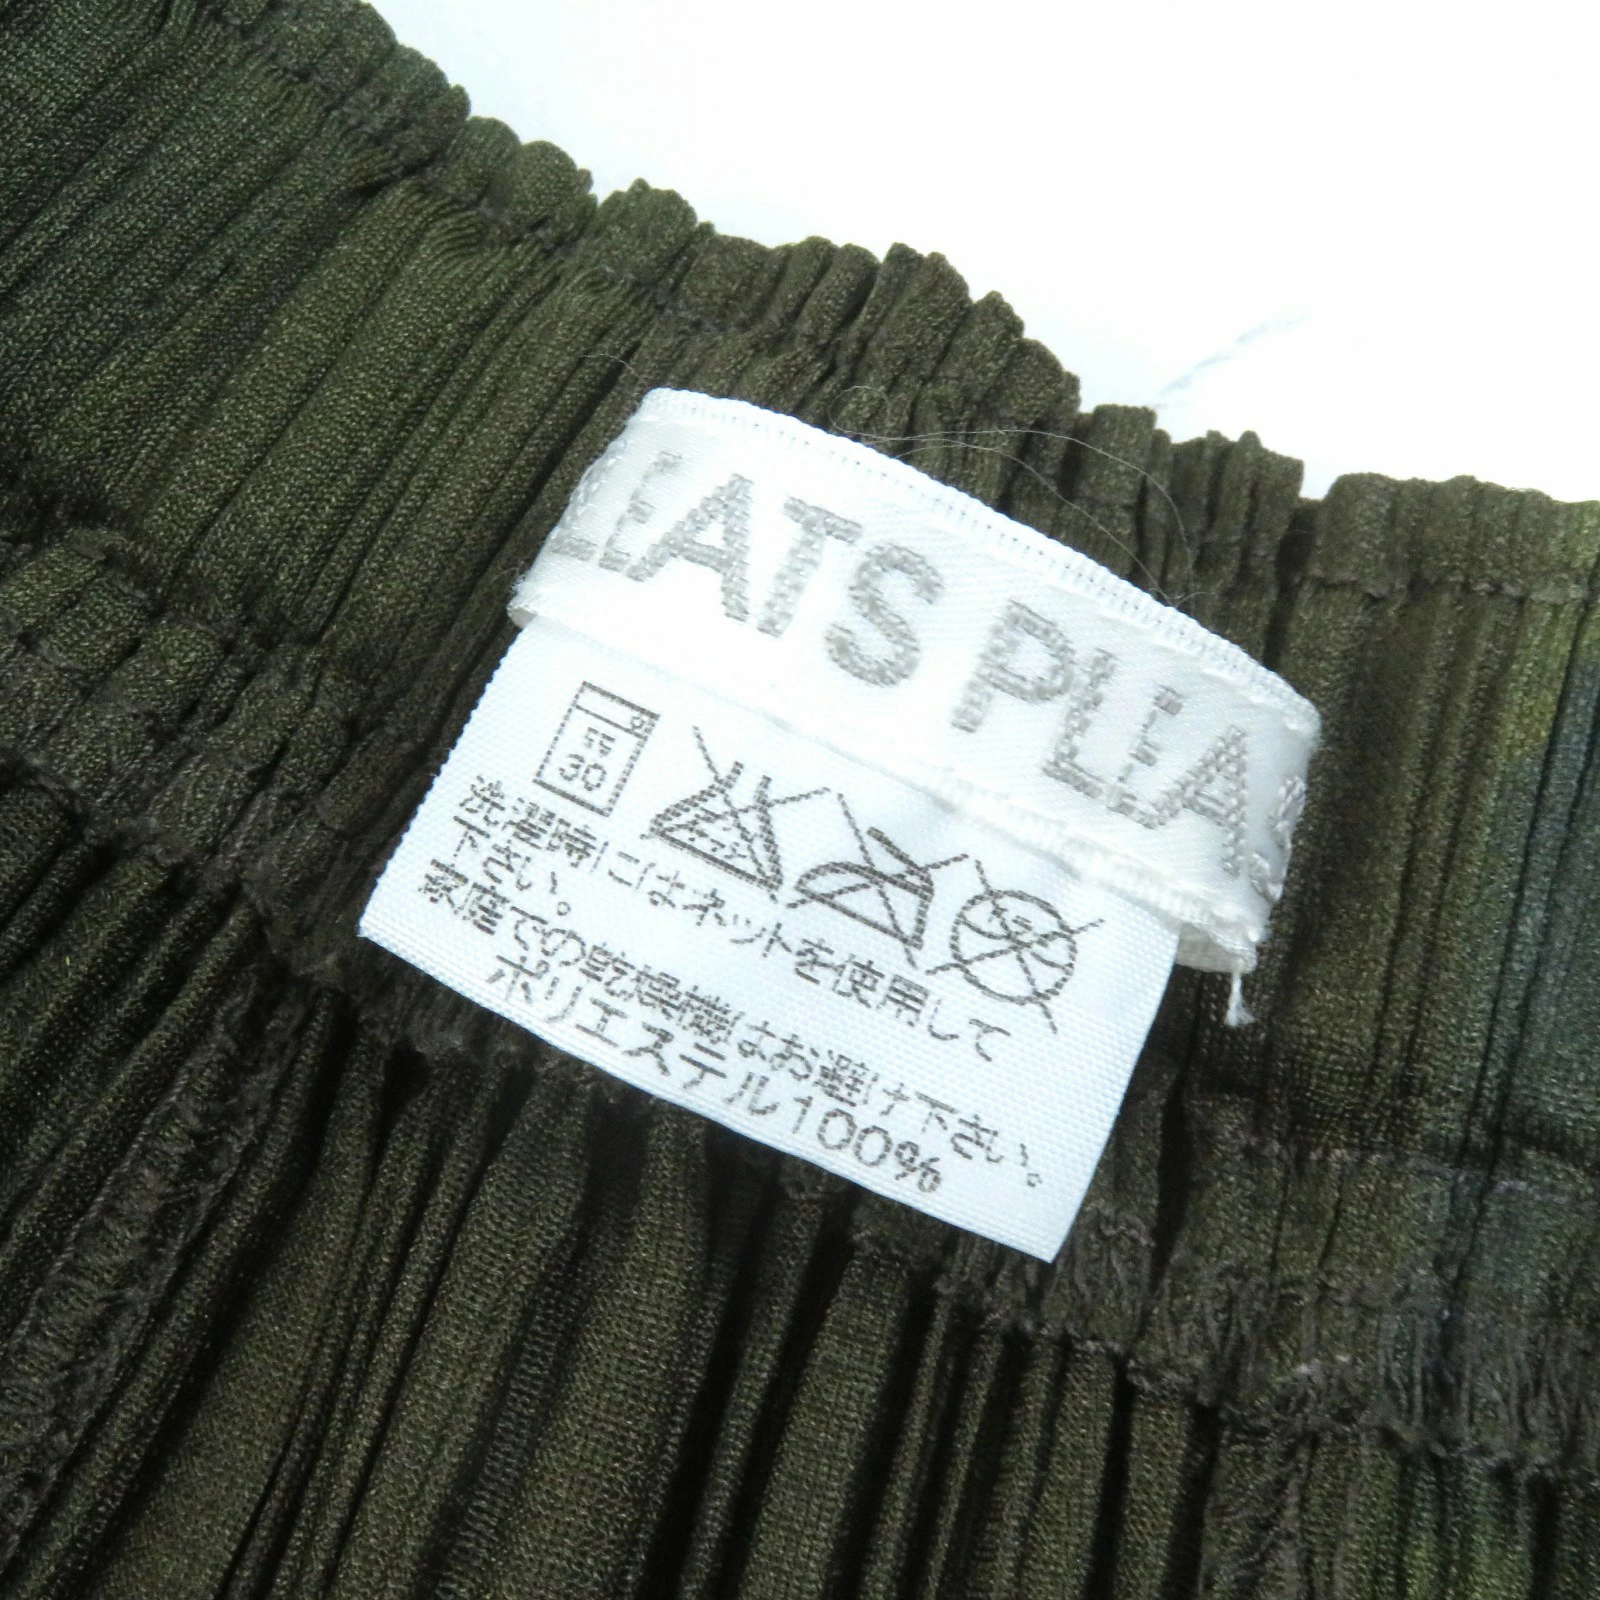 LEATS PLEA
弱
30
洗濯時にはネットを使用して
下さい。
家庭での乾燥機はお避け下さい。
ポリエステル100%